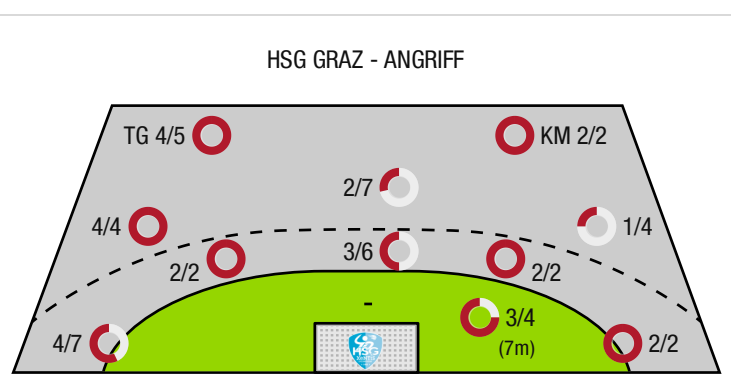 HSG GRAZ - ANGRIFF
TG 4/5
KM 2/2
2/7
4/4
1/4
3/6
2/2
2/2
-
3/4
(7m)
4/7
2/2
HSG